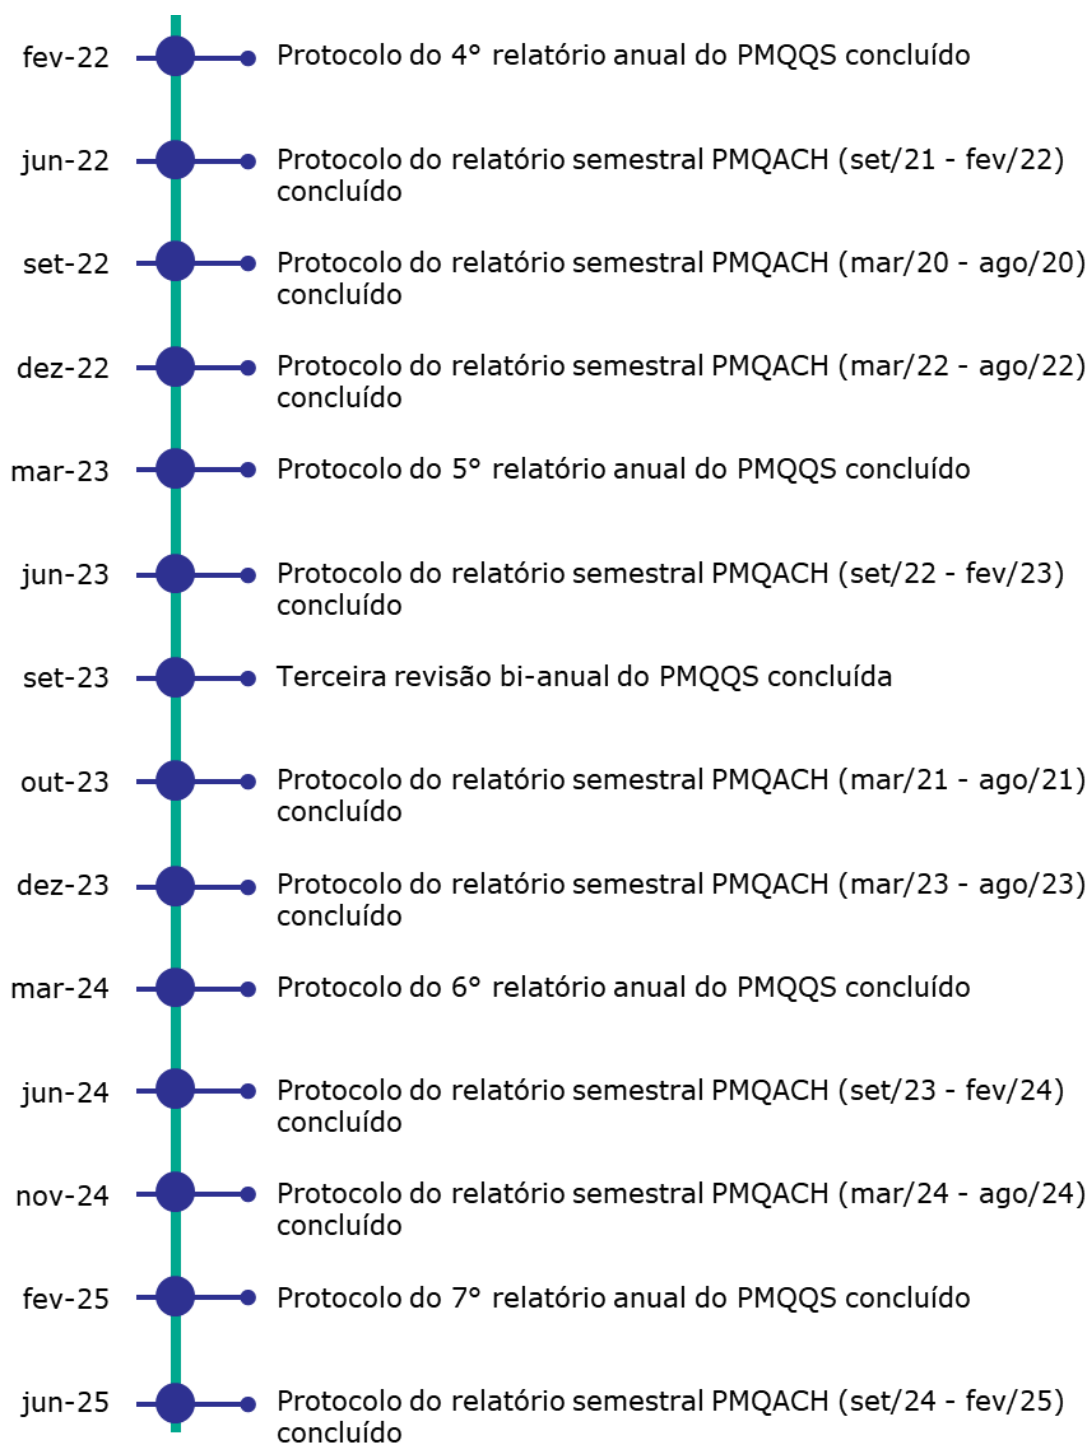 fev-22 Protocolo do 4° relatório anual do PMQQS concluído
jun-22 Protocolo do relatório semestral PMQACH (set/21 - fev/22)
concluído
set-22 Protocolo do relatório semestral PMQACH (mar/20 - ago/20)
concluído
dez-22 Protocolo do relatório semestral PMQACH (mar/22 - ago/22)
concluído
mar-23 Protocolo do 5° relatório anual do PMQQS concluído
jun-23 Protocolo do relatório semestral PMQACH (set/22 - fev/23)
concluído
set-23 Terceira revisão bi-anual do PMQQS concluída
out-23 Protocolo do relatório semestral PMQACH (mar/21 - ago/21)
concluído
dez-23 Protocolo do relatório semestral PMQACH (mar/23 - ago/23)
concluído
mar-24 Protocolo do 6° relatório anual do PMQQS concluído
jun-24 Protocolo do relatório semestral PMQACH (set/23 - fev/24)
concluído
nov-24 Protocolo do relatório semestral PMQACH (mar/24 - ago/24)
concluído
fev-25 Protocolo do 7° relatório anual do PMQQS concluído
jun-25 Protocolo do relatório semestral PMQACH (set/24 - fev/25)
concluído